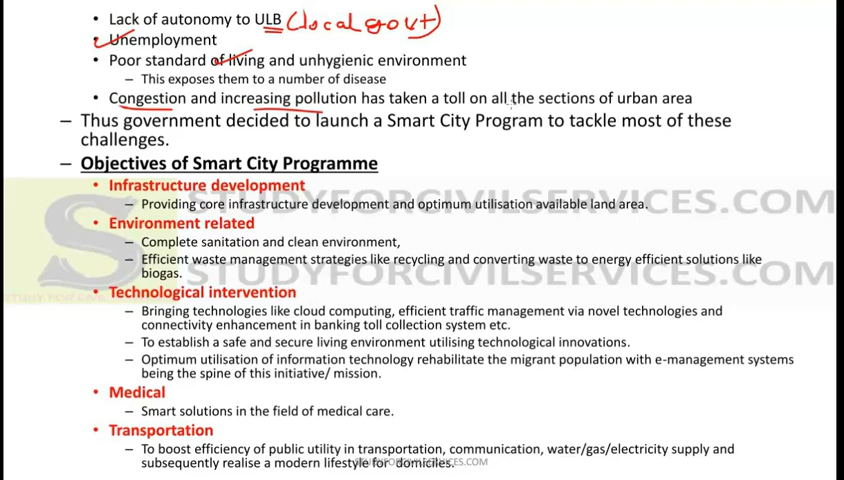 • Lack of autonomy to ULB (local govt)
• Unemployment
• Poor standard of living and unhygienic environment
– This exposes them to a number of disease
• Congestion and increasing pollution has taken a toll on all the sections of urban area
– Thus government decided to launch a Smart City Program to tackle most of these
challenges.
– Objectives of Smart City Programme
• Infrastructure development
– Providing core infrastructure development and optimum utilisation available land area.
STUDYFORCIVILSERVICES.COM
• Environment related
– Complete sanitation and clean environment,
– Efficient waste management strategies like recycling and converting waste to energy efficient solutions like
biogas.
STUDYFORCIVILSERVICES.COM
• Technological intervention
– Bringing technologies like cloud computing, efficient traffic management via novel technologies and
connectivity enhancement in banking toll collection system etc.
– To establish a safe and secure living environment utilising technological innovations.
– Optimum utilisation of information technology rehabilitate the migrant population with e-management systems
being the spine of this initiative/ mission.
• Medical
– Smart solutions in the field of medical care.
• Transportation
– To boost efficiency of public utility in transportation, communication, water/gas/electricity supply and
subsequently realise a modern lifestyle for domiciles.
STUDYFORCIVILSERVICES.COM